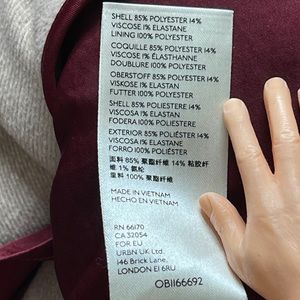 SHELL 85% POLYESTER 14%
VISCOSE 1% ELASTANE
LINING 100% POLYESTER
COQUILLE 85% POLYESTER 14%
VISCOSE 1% ÉLASTHANNE
DOUBLURE 100% POLYESTER
OBERSTOFF 85% POLYESTER 14%
VISKOSE 1% ELASTAN
FUTTER 100% POLYESTER
SHELL 85% POLIESTERE 14%
VISCOSA 1% ELASTAN
FODERA 100% POLIESTERE
EXTERIOR 85% POLIÉSTER 14%
VISCOSA 1% ELASTANO
FORRO 100% POLIÉSTER
面料 85% 聚酯纤维 14% 粘胶纤
维 1% 氨纶
里料 100% 聚酯纤维
MADE IN VIETNAM
HECHO EN VIETNAM
RN 66170
CA 32054
FOR EU
URBN UK Ltd.
146 Brick Lane,
LONDON E1 6RU
OB1166692